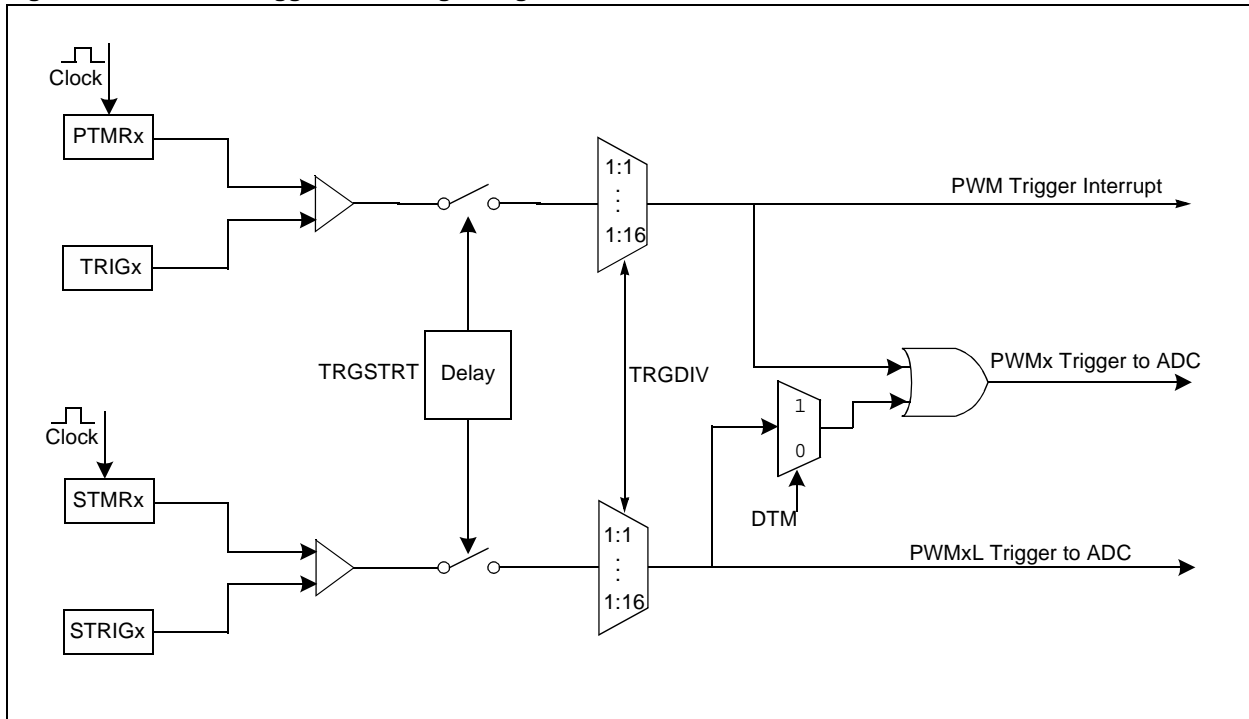 Clock
PTMRx
TRIGx
1:1
1:16
PWM Trigger Interrupt
TRGSTRT
Delay
TRGDIV
PWMx Trigger to ADC
1
0
DTM
Clock
STMRx
STRIGx
1:1
1:16
PWMxL Trigger to ADC